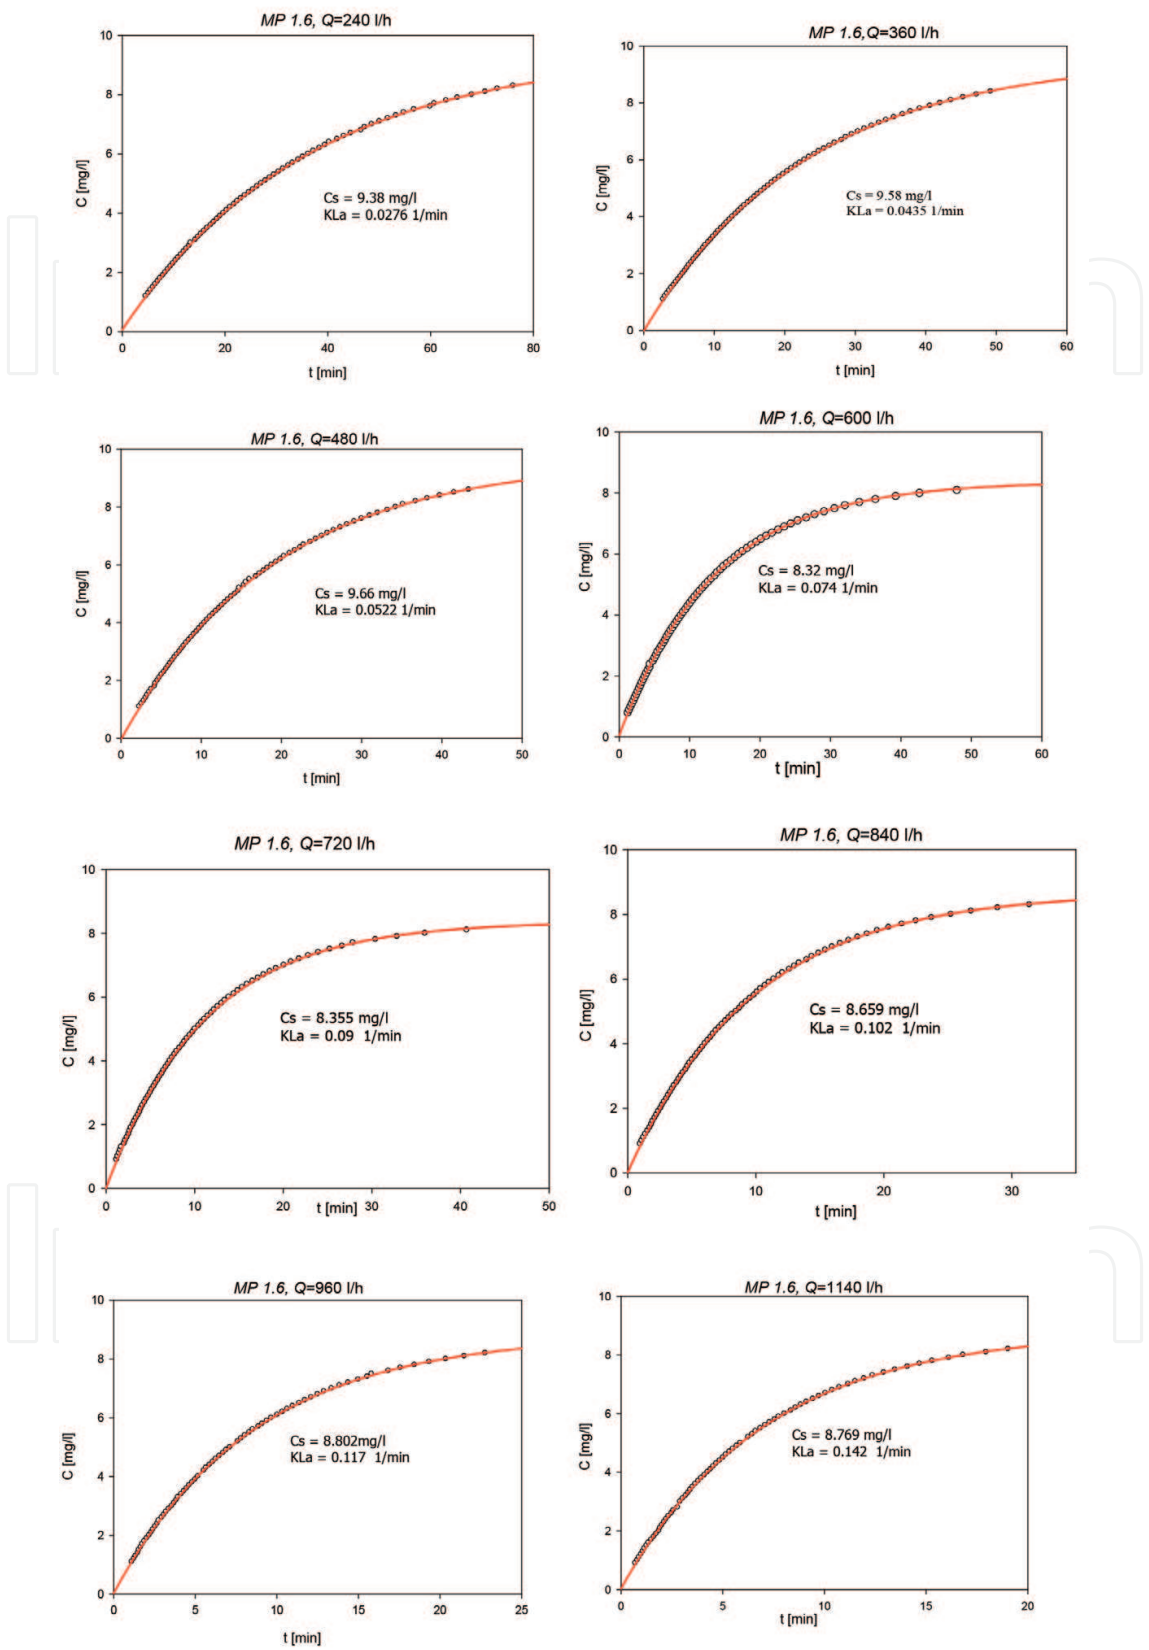 MP 1.6, Q=240 l/h
10
8
6
4
2
0
C [mg/l]
Cs = 9.38 mg/l
KLa = 0.0276 1/min
0 20 40 60 80
t [min]
MP 1.6,Q=360 l/h
10
8
6
4
2
0
C [mg/l]
Cs = 9.58 mg/l
KLa = 0.0435 1/min
0 10 20 30 40 50 60
t [min]
MP 1.6, Q=480 l/h
10
8
6
4
2
0
C [mg/l]
Cs = 9.66 mg/l
KLa = 0.0522 1/min
0 10 20 30 40 50
t [min]
MP 1.6, Q=600 l/h
10
8
6
4
2
0
C [mg/l]
Cs = 8.32 mg/l
KLa = 0.074 1/min
0 10 20 30 40 50 60
t [min]
MP 1.6, Q=720 l/h
10
8
6
4
2
0
C [mg/l]
Cs = 8.355 mg/l
KLa = 0.09 1/min
0 10 20 30 40 50
t [min]
MP 1.6, Q=840 l/h
10
8
6
4
2
0
C [mg/l]
Cs = 8.659 mg/l
KLa = 0.102 1/min
0 10 20 30
t [min]
MP 1.6, Q=960 l/h
10
8
6
4
2
0
C [mg/l]
Cs = 8.802mg/l
KLa = 0.117 1/min
0 5 10 15 20 25
t [min]
MP 1.6, Q=1140 l/h
10
8
6
4
2
0
C [mg/l]
Cs = 8.769 mg/l
KLa = 0.142 1/min
0 5 10 15 20
t [min]